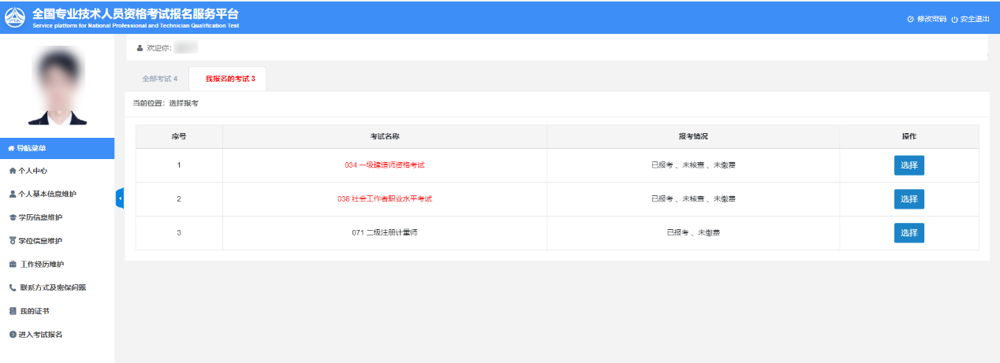 全国专业技术人员资格考试报名服务平台
Service platform for National Professional and Technician Qualification Test
修改密码 安全退出
欢迎你:
全部考试 4 我报名的考试 3
当前位置: 选择报考
导航菜单
个人中心
个人基本信息维护
学历信息维护
学位信息维护
工作经历维护
联系方式及密保问题
我的证书
进入考试报名
序号 考试名称 报考情况 操作
1 034 一级建造师资格考试 已报考 、未核查 、未缴费 选择
2 038 社会工作者职业水平考试 已报考 、未核查 、未缴费 选择
3 071 二级注册计量师 已报考 、未缴费 选择